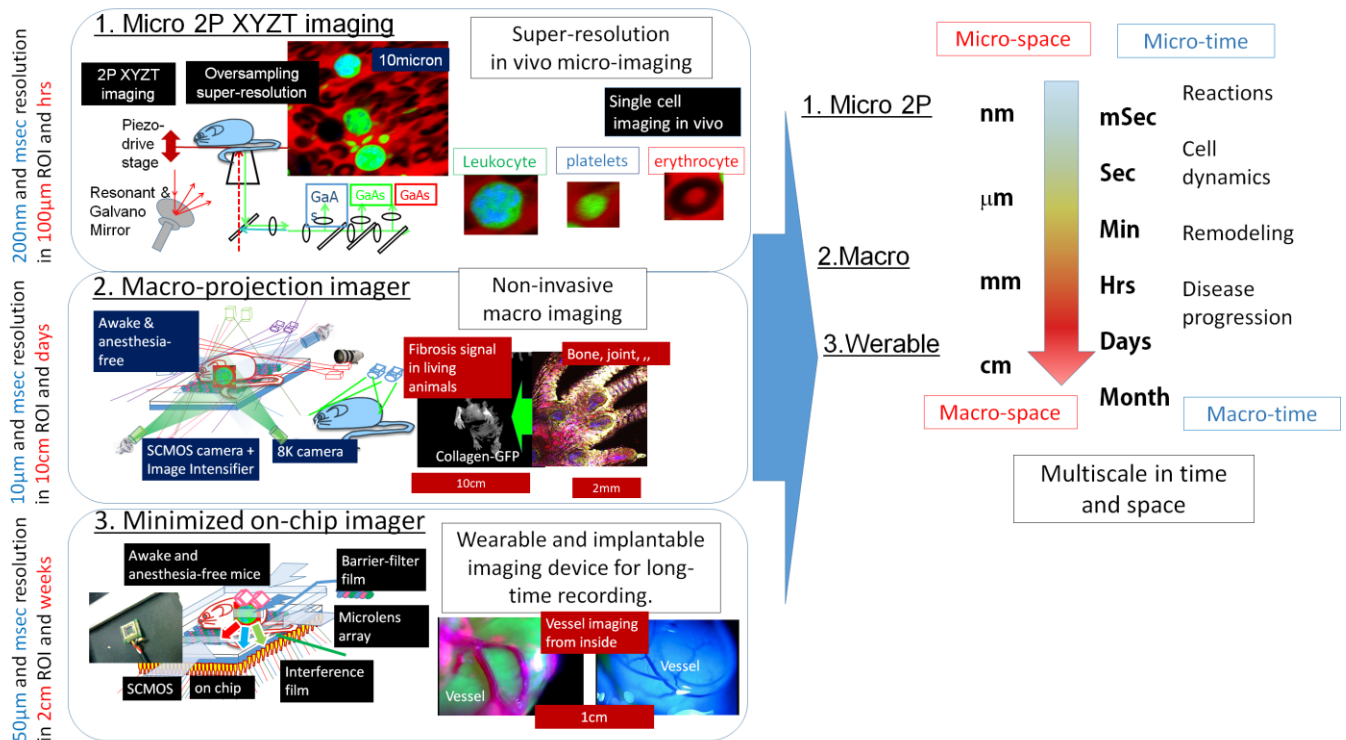 200nm and msec resolution
in 100μm ROI and hrs
1. Micro 2P XYZT imaging
2P XYZT
imaging
Oversampling
super-resolution
10micron
Super-resolution
in vivo micro-imaging
Piezo-
drive
stage
Single cell
imaging in vivo
Resonant &
Galvano
Mirror
GaA
s
GaAs
GaAs
Leukocyte
platelets
erythrocyte
10μm and msec resolution
in 10cm ROI and days
2. Macro-projection imager
Non-invasive
macro imaging
Awake &
anesthesia-
free
Fibrosis signal
in living
animals
Bone, joint, ,,
SCMOS camera +
Image Intensifier
8K camera
Collagen-GFP
10cm
2mm
50μm and msec resolution
in 2cm ROI and weeks
3. Minimized on-chip imager
Awake and
anesthesia-free mice
Barrier-filter
film
Microlens
array
Interference
film
SCMOS
on chip
Wearable and implantable
imaging device for long-
time recording.
Vessel imaging
from inside
Vessel
Vessel
1cm
1. Micro 2P
2.Macro
3.Werable
Micro-space
Micro-time
nm
μm
mm
cm
mSec
Sec
Min
Hrs
Days
Month
Reactions
Cell
dynamics
Remodeling
Disease
progression
Macro-space
Macro-time
Multiscale in time
and space